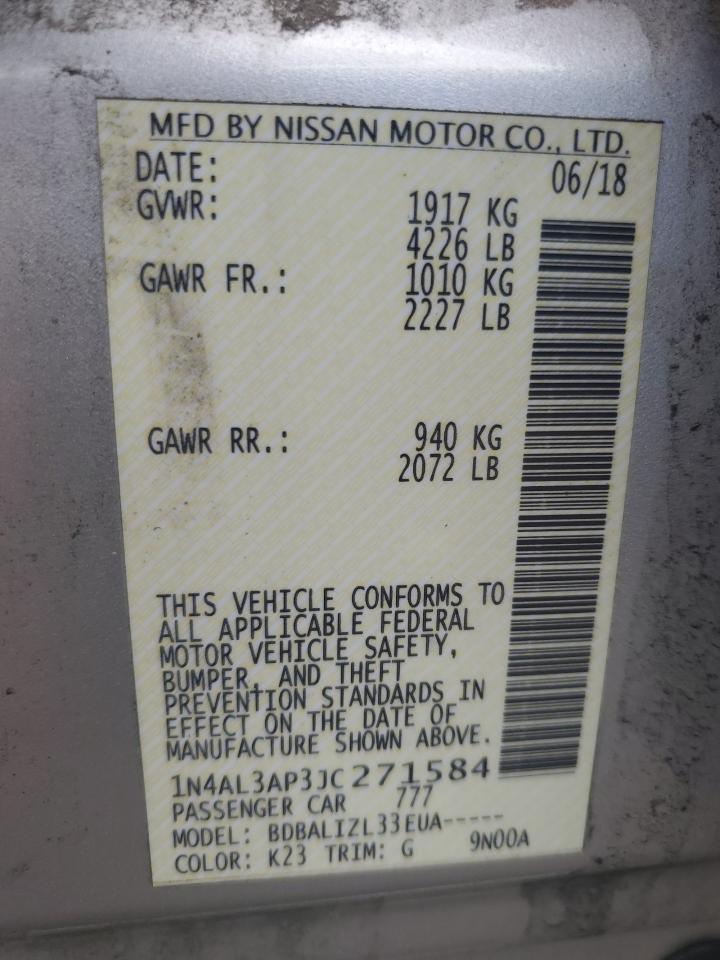 MFD BY NISSAN MOTOR CO., LTD.
DATE: 06/18
GVWR: 1917 KG
4226 LB
GAWR FR.: 1010 KG
2227 LB
GAWR RR.: 940 KG
2072 LB
THIS VEHICLE CONFORMS TO
ALL APPLICABLE FEDERAL
MOTOR VEHICLE SAFETY,
BUMPER, AND THEFT
PREVENTION STANDARDS IN
EFFECT ON THE DATE OF
MANUFACTURE SHOWN ABOVE.
1N4AL3AP3JC271584
PASSENGER CAR 777
MODEL: BDBALIZL33EUA-----
COLOR: K23 TRIM: G 9N00A